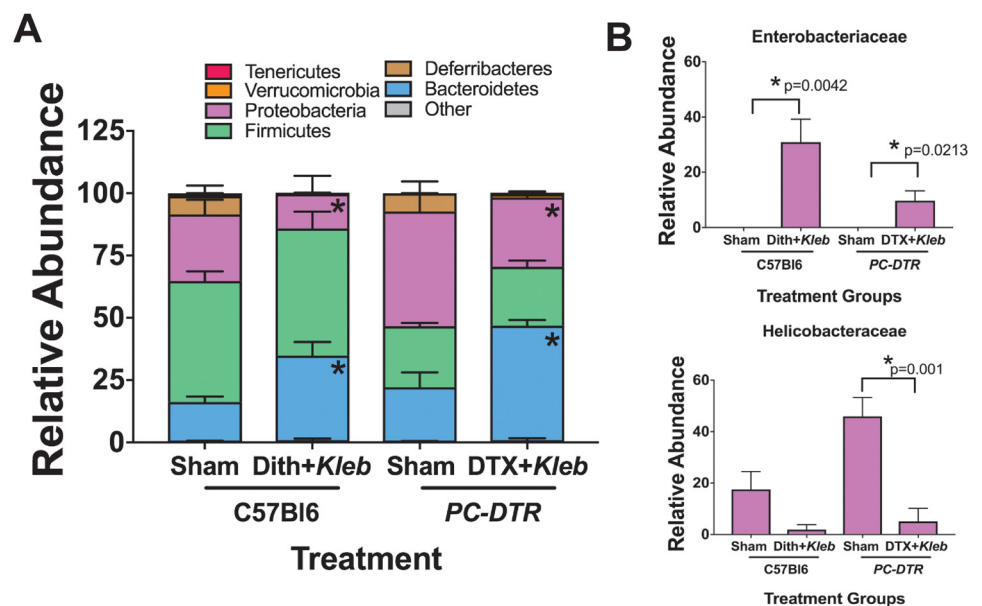 A
Relative Abundance
Tenericutes
Verrucomicrobia
Proteobacteria
Firmicutes
Deferribacteres
Bacteroidetes
Other
125
100
75
50
25
0
*
*
*
*
Sham Dith+Kleb Sham DTX+Kleb
C57Bl6 PC-DTR
Treatment
B
Enterobacteriaceae
Relative Abundance
60
40
20
0
* p=0.0042
* p=0.0213
Sham Dith+Kleb Sham DTX+Kleb
C57Bl6 PC-DTR
Treatment Groups
Helicobacteraceae
Relative Abundance
60
40
20
0
* p=0.001
Sham Dith+Kleb Sham DTX+Kleb
C57Bl6 PC-DTR
Treatment Groups